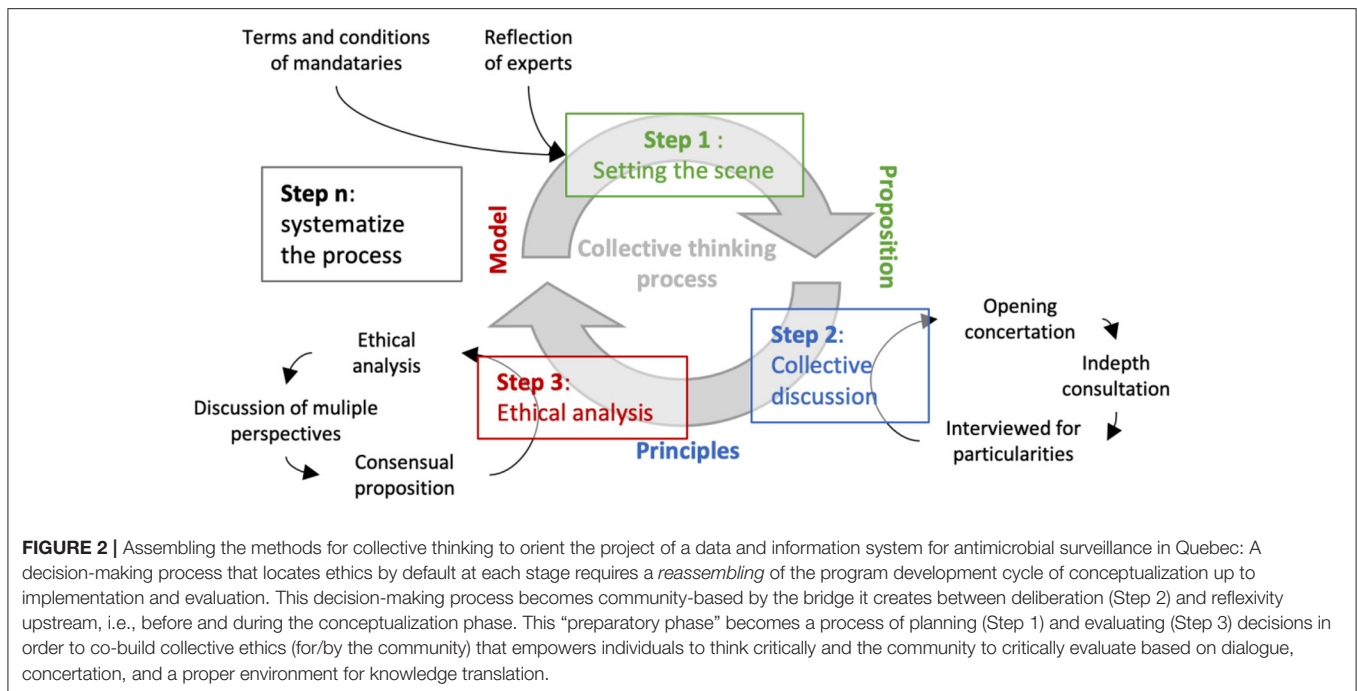 Terms and conditions
of mandataries
Reflection
of experts
Step 1 :
Setting the scene
Proposition
Step n:
systematize
the process
Model
Collective thinking
process
Step 2:
Collective
discussion
Opening
concertation
Indepth
consultation
Interviewed for
particularities
Ethical
analysis
Discussion of muliple
perspectives
Consensual
proposition
Step 3:
Ethical analysis
Principles
FIGURE 2 | Assembling the methods for collective thinking to orient the project of a data and information system for antimicrobial surveillance in Quebec: A
decision-making process that locates ethics by default at each stage requires a reassembling of the program development cycle of conceptualization up to
implementation and evaluation. This decision-making process becomes community-based by the bridge it creates between deliberation (Step 2) and reflexivity
upstream, i.e., before and during the conceptualization phase. This “preparatory phase” becomes a process of planning (Step 1) and evaluating (Step 3) decisions in
order to co-build collective ethics (for/by the community) that empowers individuals to think critically and the community to critically evaluate based on dialogue,
concertation, and a proper environment for knowledge translation.